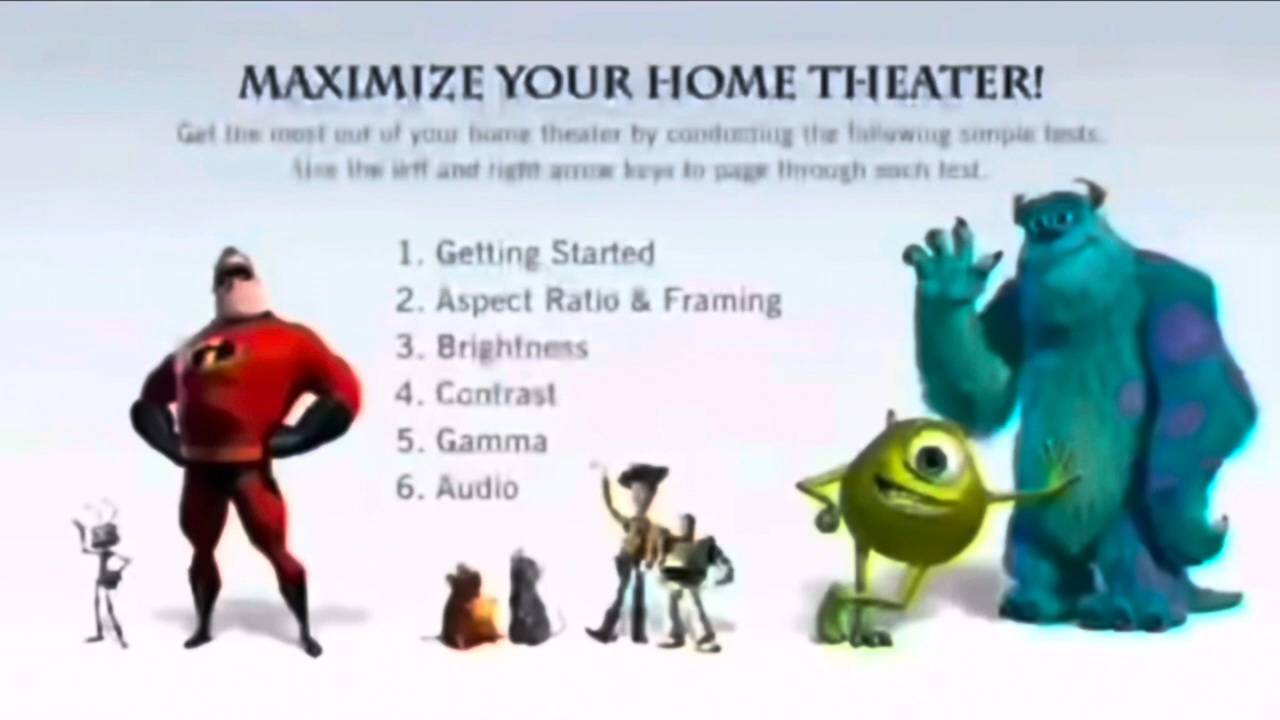 MAXIMIZE YOUR HOME THEATER!
Get the most out of your home theater by conducting the following simple tests.
Use the left and right arrow keys to page through each test.
1. Getting Started
2. Aspect Ratio & Framing
3. Brightness
4. Contrast
5. Gamma
6. Audio